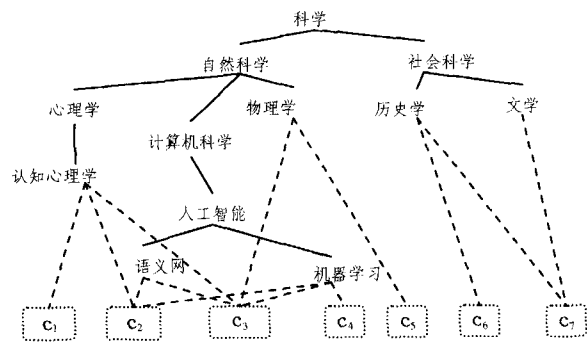 科学
自然科学 社会科学
心理学 物理学 历史学 文学
计算机科学
认知心理学
人工智能
语义网 机器学习
C1 C2 C3 C4 C5 C6 C7